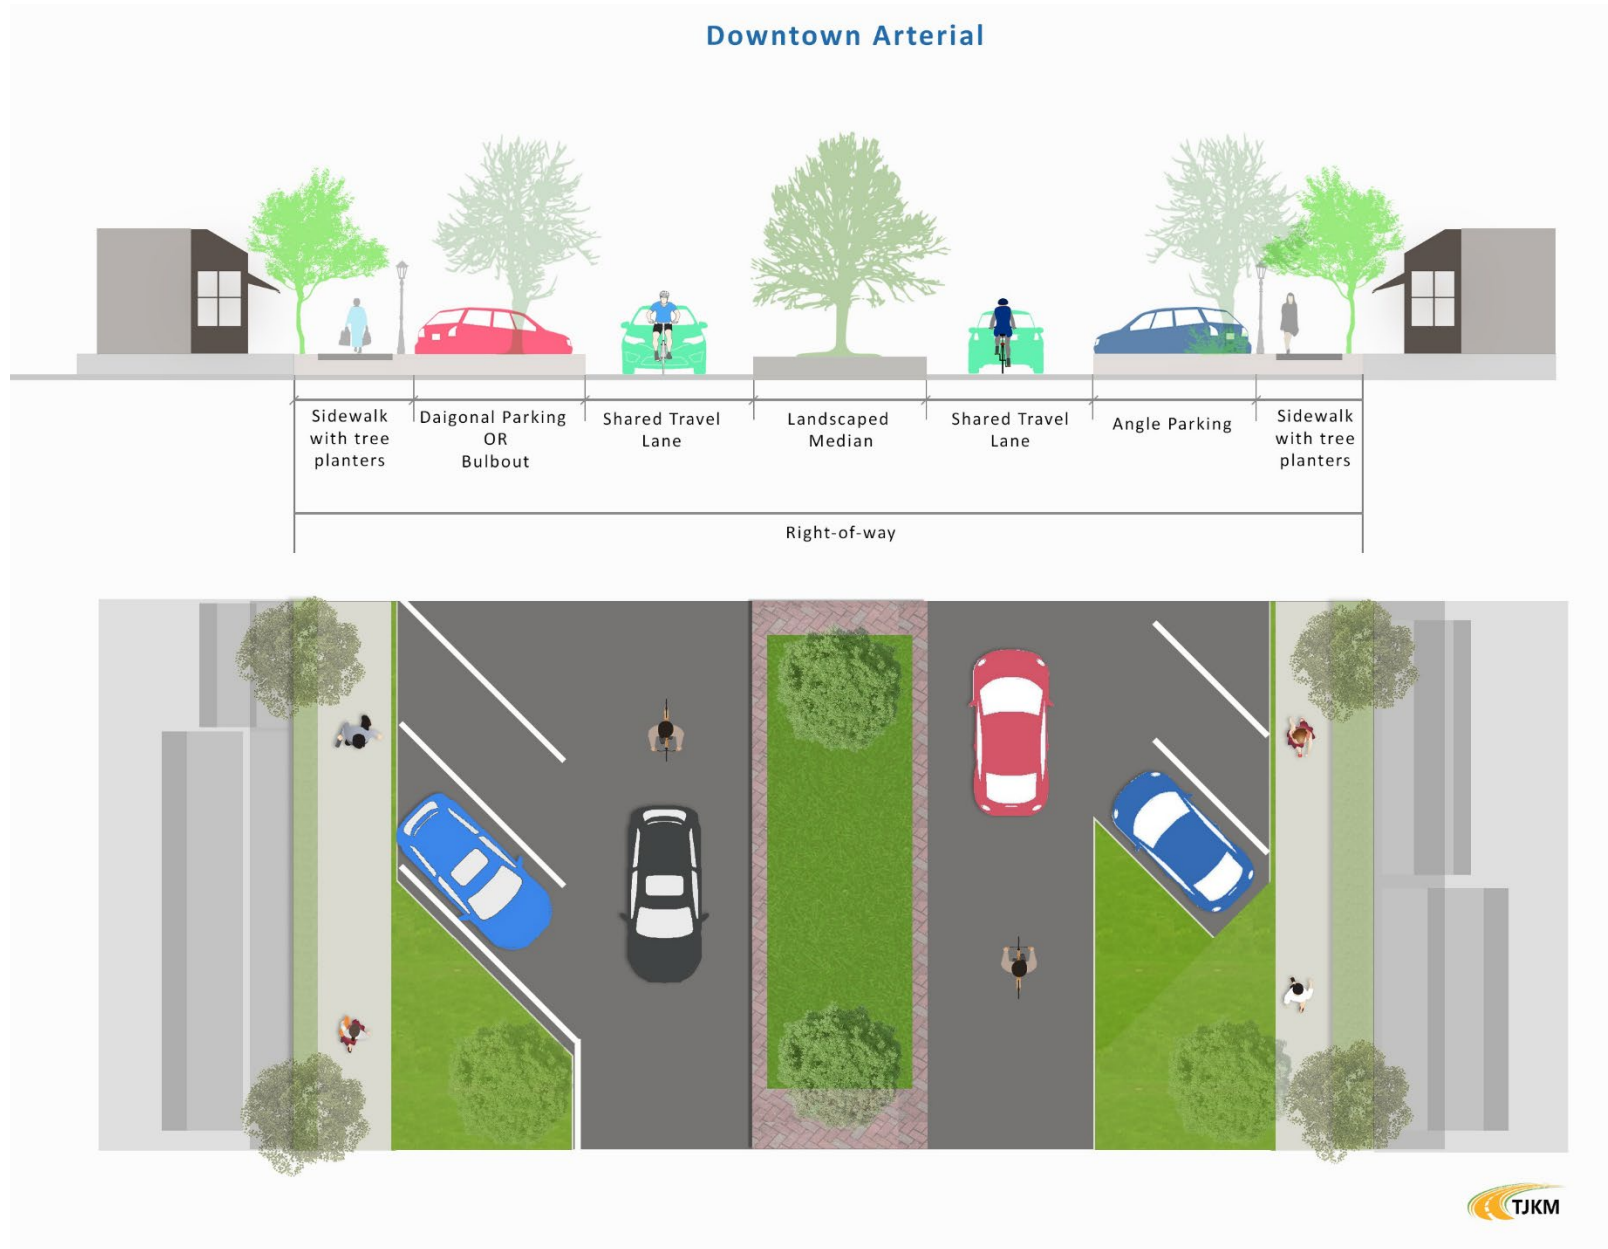 Downtown Arterial
Sidewalk
with tree
planters
Daigonal Parking
OR
Bulbout
Shared Travel
Lane
Landscaped
Median
Shared Travel
Lane
Angle Parking
Sidewalk
with tree
planters
Right-of-way
TJKM